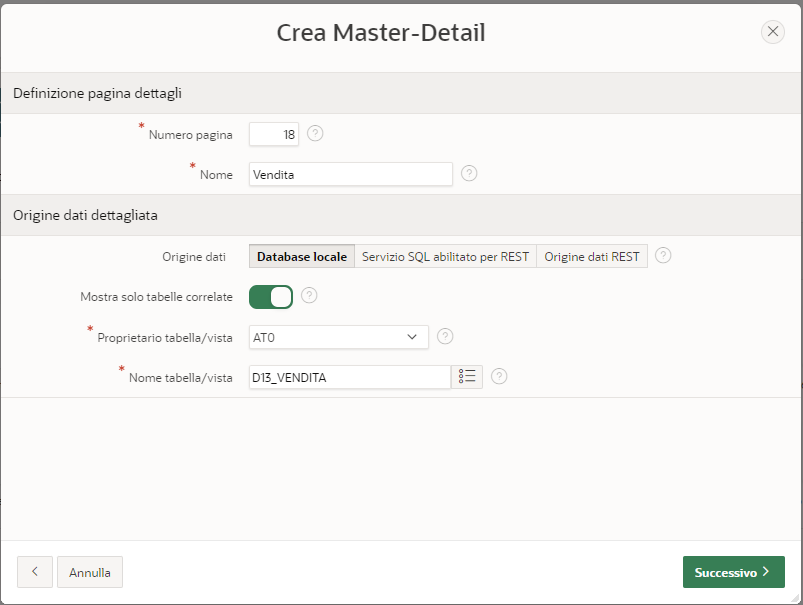 Crea Master-Detail
Definizione pagina dettagli
* Numero pagina 18 ?
* Nome Vendita ?
Origine dati dettagliata
Origine dati Database locale Servizio SQL abilitato per REST Origine dati REST ?
Mostra solo tabelle correlate ?
* Proprietario tabella/vista AT0 ?
* Nome tabella/vista D13_VENDITA ?
Annulla Successivo